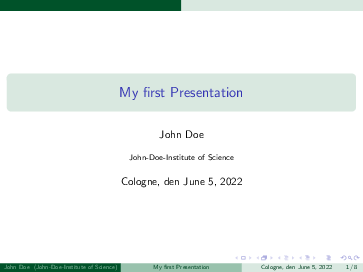 My first Presentation
John Doe
John-Doe-Institute of Science
Cologne, den June 5, 2022
John Doe (John-Doe-Institute of Science) My first Presentation Cologne, den June 5, 2022 1 / 6